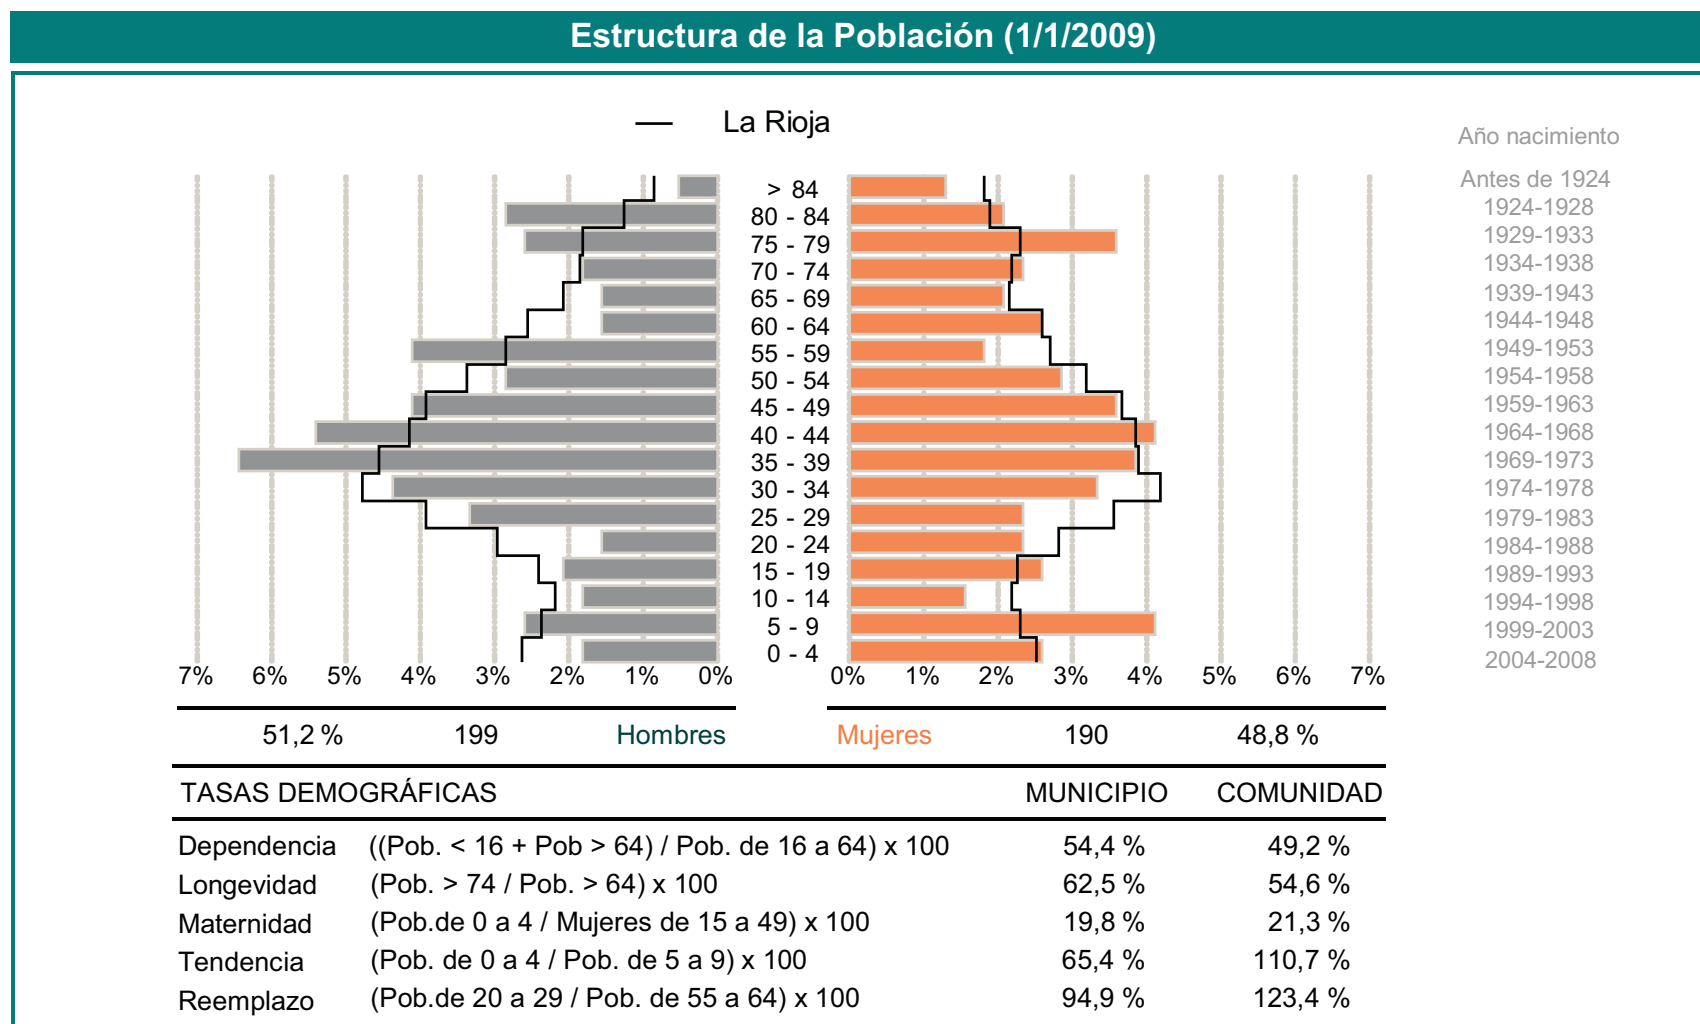 Estructura de la Población (1/1/2009)
La Rioja
Año nacimiento
> 84 Antes de 1924
80 - 84 1924-1928
75 - 79 1929-1933
70 - 74 1934-1938
65 - 69 1939-1943
60 - 64 1944-1948
55 - 59 1949-1953
50 - 54 1954-1958
45 - 49 1959-1963
40 - 44 1964-1968
35 - 39 1969-1973
30 - 34 1974-1978
25 - 29 1979-1983
20 - 24 1984-1988
15 - 19 1989-1993
10 - 14 1994-1998
5 - 9 1999-2003
0 - 4 2004-2008
7% 6% 5% 4% 3% 2% 1% 0% 0% 1% 2% 3% 4% 5% 6% 7%
51,2 % 199 Hombres Mujeres 190 48,8 %
TASAS DEMOGRÁFICAS MUNICIPIO COMUNIDAD
Dependencia ((Pob. < 16 + Pob > 64) / Pob. de 16 a 64) x 100 54,4 % 49,2 %
Longevidad (Pob. > 74 / Pob. > 64) x 100 62,5 % 54,6 %
Maternidad (Pob.de 0 a 4 / Mujeres de 15 a 49) x 100 19,8 % 21,3 %
Tendencia (Pob. de 0 a 4 / Pob. de 5 a 9) x 100 65,4 % 110,7 %
Reemplazo (Pob.de 20 a 29 / Pob. de 55 a 64) x 100 94,9 % 123,4 %